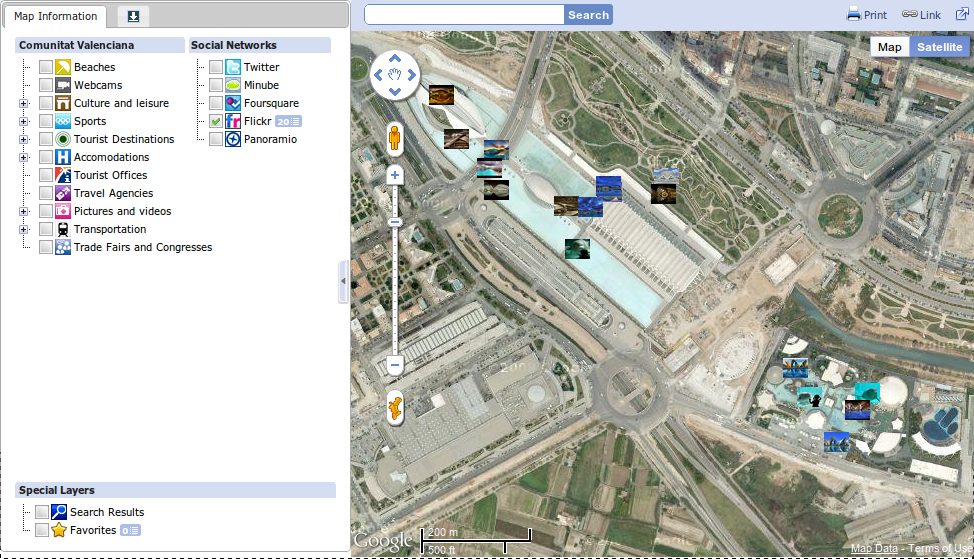 Map Information
Comunitat Valenciana
Beaches
Webcams
Culture and leisure
Sports
Tourist Destinations
Accomodations
Tourist Offices
Travel Agencies
Pictures and videos
Transportation
Trade Fairs and Congresses
Social Networks
Twitter
Minube
Foursquare
Flickr 20
Panoramio
Special Layers
Search Results
Favorites 0
Search
Print
Link
Map
Satellite
Google
200 m
500 ft
Map Data - Terms of Use